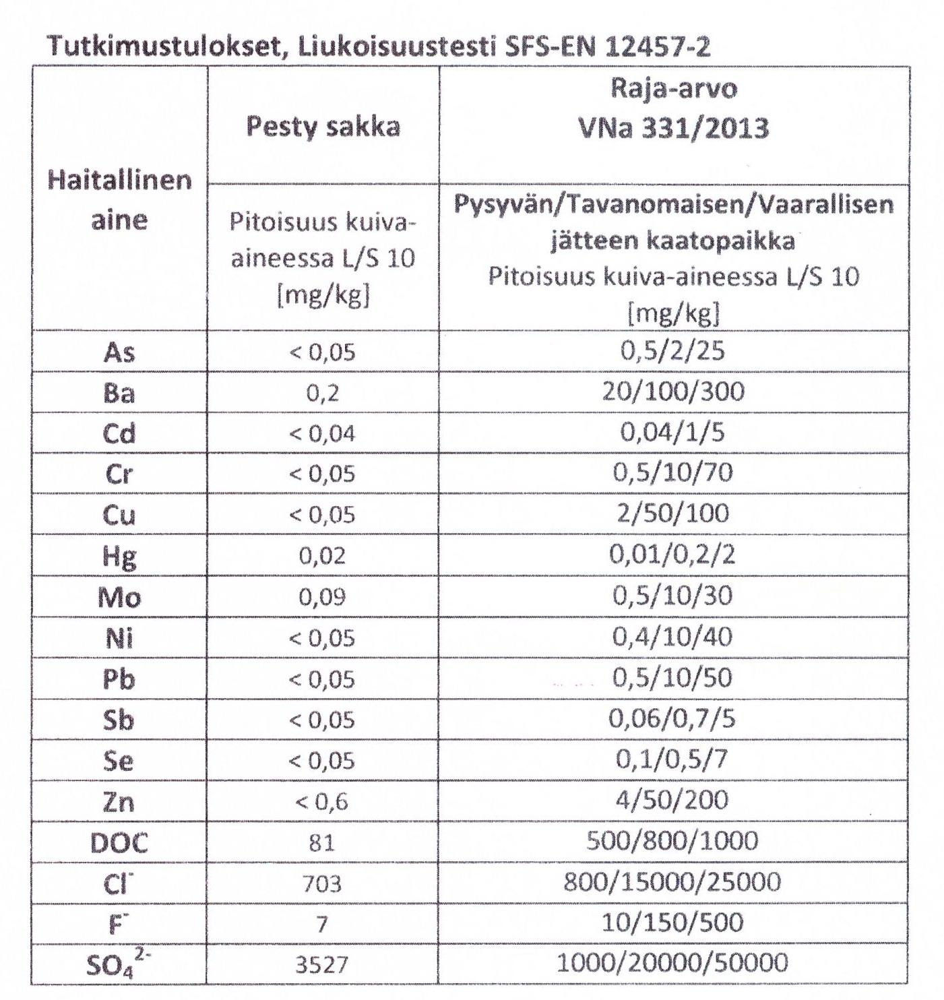 Tutkimustulokset, Liukoisuustesti SFS-EN 12457-2
Haitallinen
aine
Pesty sakka
Raja-arvo
VNa 331/2013
Pitoisuus kuiva-
aineessa L/S 10
[mg/kg]
Pysyvän/Tavanomaisen/Vaarallisen
jätteen kaatopaikka
Pitoisuus kuiva-aineessa L/S 10
[mg/kg]
As < 0,05 0,5/2/25
Ba 0,2 20/100/300
Cd < 0,04 0,04/1/5
Cr < 0,05 0,5/10/70
Cu < 0,05 2/50/100
Hg 0,02 0,01/0,2/2
Mo 0,09 0,5/10/30
Ni < 0,05 0,4/10/40
Pb < 0,05 0,5/10/50
Sb < 0,05 0,06/0,7/5
Se < 0,05 0,1/0,5/7
Zn < 0,6 4/50/200
DOC 81 500/800/1000
Cl⁻ 703 800/15000/25000
F⁻ 7 10/150/500
SO₄²⁻ 3527 1000/20000/50000